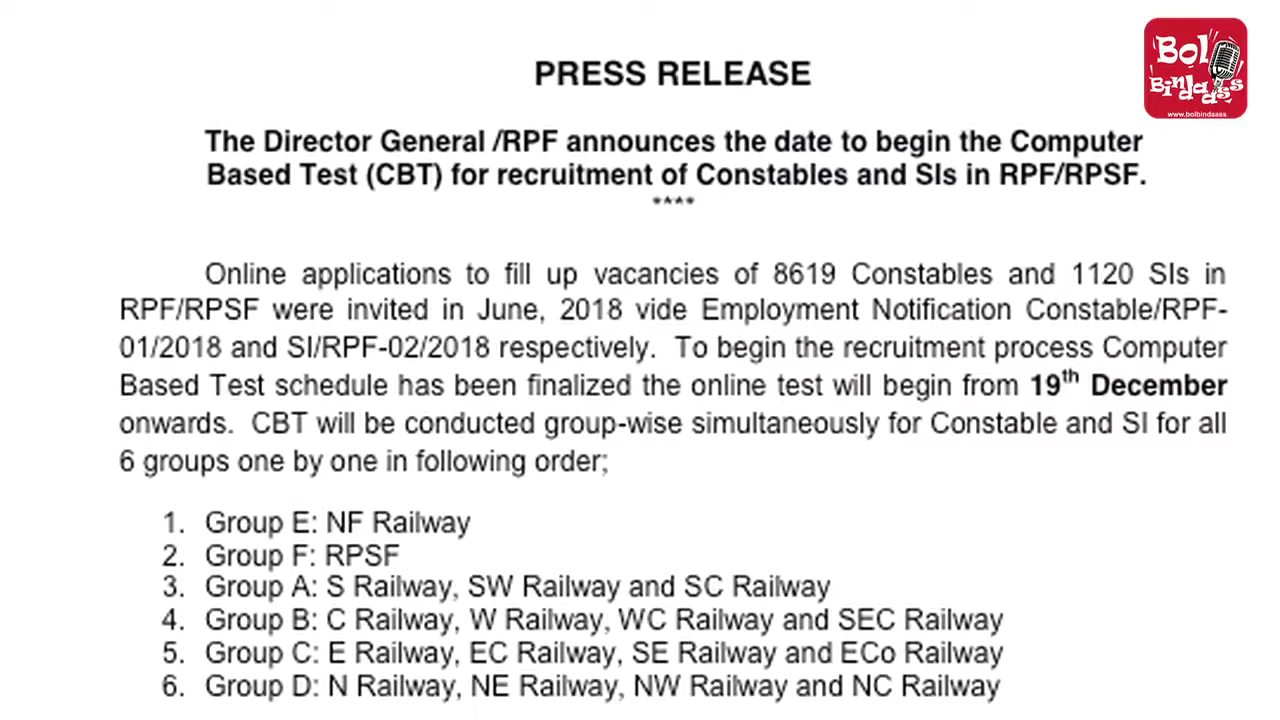 Bol
Bindaass
www.bolbindaass
PRESS RELEASE
The Director General /RPF announces the date to begin the Computer
Based Test (CBT) for recruitment of Constables and SIs in RPF/RPSF.
****
Online applications to fill up vacancies of 8619 Constables and 1120 SIs in
RPF/RPSF were invited in June, 2018 vide Employment Notification Constable/RPF-
01/2018 and SI/RPF-02/2018 respectively. To begin the recruitment process Computer
Based Test schedule has been finalized the online test will begin from 19th December
onwards. CBT will be conducted group-wise simultaneously for Constable and SI for all
6 groups one by one in following order;
1. Group E: NF Railway
2. Group F: RPSF
3. Group A: S Railway, SW Railway and SC Railway
4. Group B: C Railway, W Railway, WC Railway and SEC Railway
5. Group C: E Railway, EC Railway, SE Railway and ECo Railway
6. Group D: N Railway, NE Railway, NW Railway and NC Railway